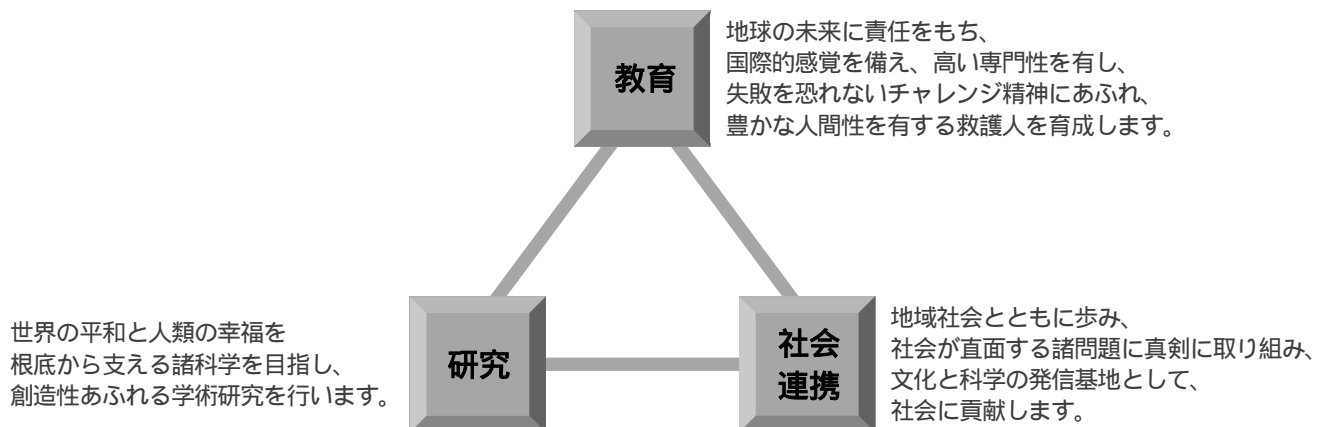 教育
地球の未来に責任をもち、
国際的感覚を備え、高い専門性を有し、
失敗を恐れないチャレンジ精神にあふれ、
豊かな人間性を有する救護人を育成します。
研究
世界の平和と人類の幸福を
根底から支える諸科学を目指し、
創造性あふれる学術研究を行います。
社会
連携
地域社会とともに歩み、
社会が直面する諸問題に真剣に取り組み、
文化と科学の発信基地として、
社会に貢献します。